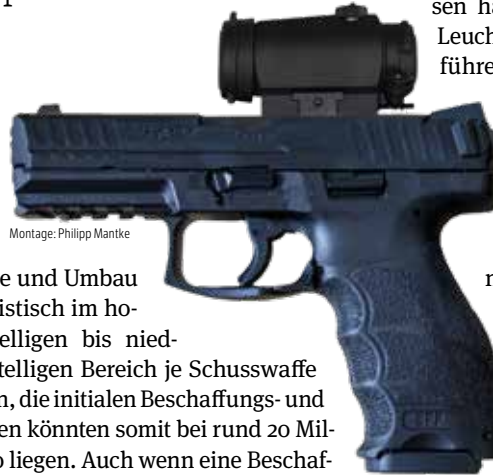 sen ha
Leuch
führe
Montage: Philipp Mantke
e und Umbau
istisch im ho-
elligen bis nied-
telligen Bereich je Schusswaffe
n, die initialen Beschaffungs- und
en könnten somit bei rund 20 Mil-
o liegen. Auch wenn eine Beschaf-